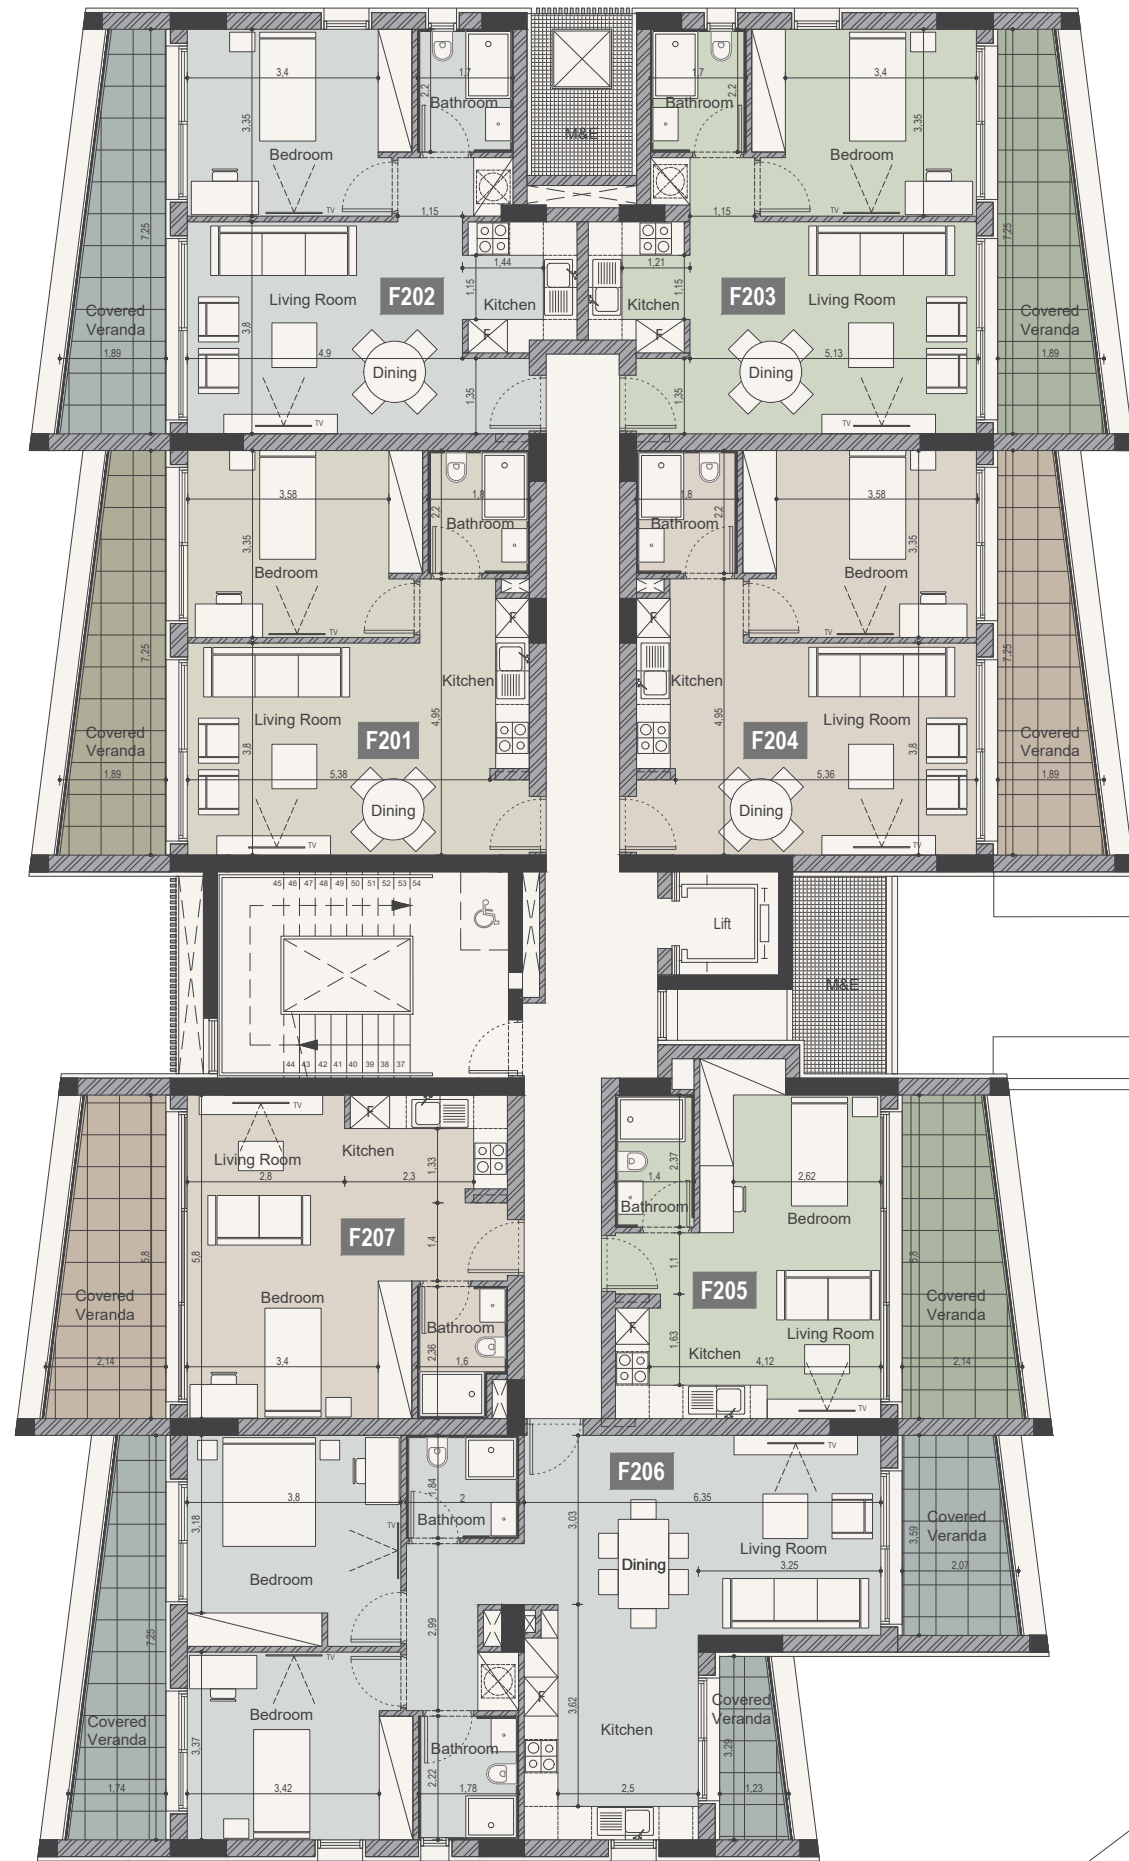 3,4
1,7
2,2
Bathroom
3,35
Bedroom
TV
M&E
1,7
2,2
Bathroom
3,4
3,35
Bedroom
TV
7,25
1,15
1,15
7,25
1,44
1,15
Kitchen
F
F202
Living Room
3,8
4,9
Dining
1,35
TV
Covered
Veranda
1,89
1,21
1,15
Kitchen
F
F203
Living Room
5,13
Dining
1,35
TV
Covered
Veranda
1,89
3,58
1,8
2,2
Bathroom
3,35
Bedroom
TV
F
1,8
2,2
Bathroom
3,58
3,35
Bedroom
TV
F
7,25
Kitchen
Living Room
F201
4,95
3,8
5,38
Dining
TV
Covered
Veranda
1,89
7,25
Kitchen
Living Room
F204
4,95
3,8
5,36
Dining
TV
Covered
Veranda
1,89
45 46 47 48 49 50 51 52 53 54
Lift
M&E
44 43 42 41 40 39 38 37
TV
F
Living Room
Kitchen
2,8
2,3
1,33
F207
1,4
5,8
5,8
Bedroom
Bathroom
2,36
1,6
3,4
Covered
Veranda
2,14
2,37
1,4
Bathroom
2,62
Bedroom
1,1
F205
5,8
F
1,63
Kitchen
Living Room
4,12
TV
Covered
Veranda
2,14
3,8
3,18
TV
Bedroom
1,84
2
Bathroom
F206
3,03
6,35
TV
Dining
Living Room
3,25
3,59
Covered
Veranda
2,07
7,25
2,99
TV
Bedroom
3,37
3,42
Covered
Veranda
1,74
Bathroom
2,22
1,78
F
3,62
Kitchen
2,5
Covered
Veranda
3,29
1,23